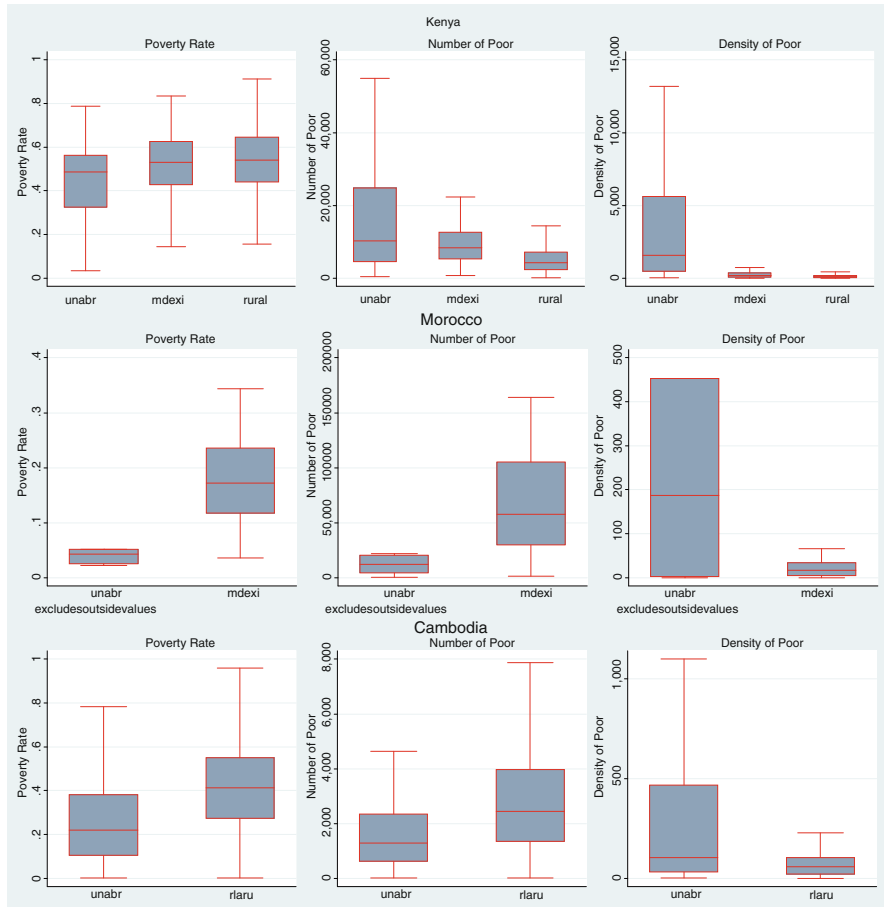 Kenya
Poverty Rate
Number of Poor
Density of Poor
Poverty Rate
0
.2
.4
.6
.8
1
Number of Poor
0
20,000
40,000
60,000
Density of Poor
0
5,000
10,000
15,000
unabr
mdexi
rural
unabr
mdexi
rural
unabr
mdexi
rural
Morocco
Poverty Rate
Number of Poor
Density of Poor
Poverty Rate
0
.1
.2
.3
.4
Number of Poor
0
50,000
100000
150000
200000
Density of Poor
0
100
200
300
400
500
unabr
mdexi
unabr
mdexi
unabr
mdexi
excludesoutsidevalues
excludesoutsidevalues
excludesoutsidevalues
Cambodia
Poverty Rate
Number of Poor
Density of Poor
Poverty Rate
0
.2
.4
.6
.8
1
Number of Poor
0
2,000
4,000
6,000
8,000
Density of Poor
0
500
1,000
unabr
rlaru
unabr
rlaru
unabr
rlaru